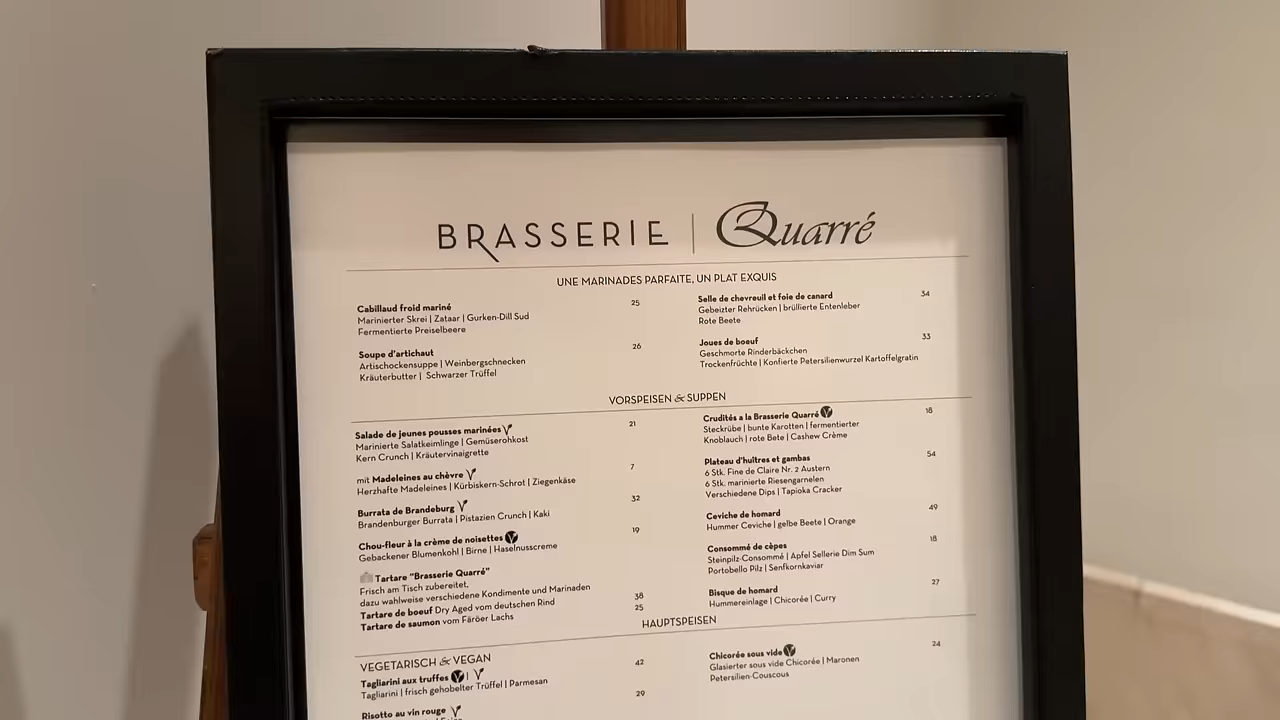 BRASSERIE | Quarré
UNE MARINADES PARFAITE, UN PLAT EXQUIS
Cabillaud froid mariné 25
Marinierter Skrei | Zataar | Gurken-Dill Sud
Fermentierte Preiselbeere
Soupe d'artichaut 26
Artischockensuppe | Weinbergschnecken
Kräuterbutter | Schwarzer Trüffel
Selle de chevreuil et foie de canard 34
Gebeizter Rehrücken | brüllierte Entenleber
Rote Beete
Joues de boeuf 33
Geschmorte Rinderbäckchen
Trockenfrüchte | Konfierte Petersilienwurzel Kartoffelgratin
VORSPEISEN & SUPPEN
Salade de jeunes pousses marinées 21
Marinierte Salatkeimlinge | Gemüserohkost
Kern Crunch | Kräutervinaigrette
mit Madeleines au chèvre 7
Herzhafte Madeleines | Kürbiskern-Schrot | Ziegenkäse
Burrata de Brandeburg 32
Brandenburger Burrata | Pistazien Crunch | Kaki
Chou-fleur à la crème de noisettes 19
Gebackener Blumenkohl | Birne | Haselnusscreme
Tartare "Brasserie Quarré"
Frisch am Tisch zubereitet,
dazu wahlweise verschiedene Kondimente und Marinaden
Tartare de boeuf Dry Aged vom deutschen Rind 38
Tartare de saumon vom Färöer Lachs 25
Crudités a la Brasserie Quarré 18
Steckrübe | bunte Karotten | fermentierter
Knoblauch | rote Bete | Cashew Crème
Plateau d'huîtres et gambas 54
6 Stk. Fine de Claire Nr. 2 Austern
6 Stk. marinierte Riesengarnelen
Verschiedene Dips | Tapioka Cracker
Ceviche de homard 49
Hummer Ceviche | gelbe Beete | Orange
Consommé de cèpes 18
Steinpilz-Consommé | Apfel Sellerie Dim Sum
Portobello Pilz | Senfkornkaviar
Bisque de homard 27
Hummereinlage | Chicorée | Curry
HAUPTSPEISEN
VEGETARISCH & VEGAN
Tagliarini aux truffes 42
Tagliarini | frisch gehobelter Trüffel | Parmesan
Risotto au vin rouge 29
Chicorée sous vide 24
Glasierter sous vide Chicorée | Maronen
Petersilien-Couscous